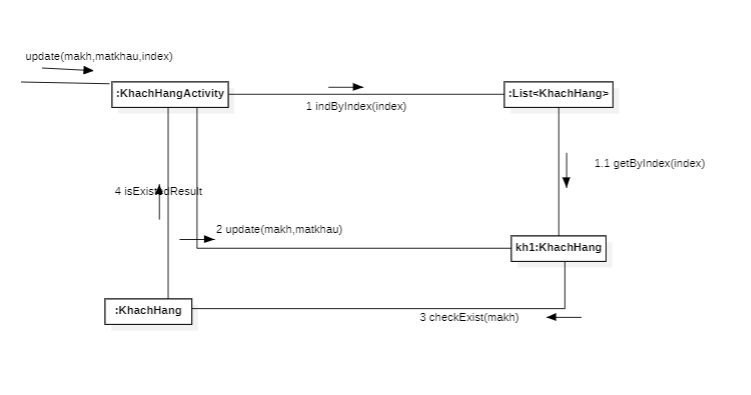 update(makh,matkhau,index)
:KhachHangActivity
:List<KhachHang>
1 indByIndex(index)
1.1 getByIndex(index)
4 isExistedResult
2 update(makh,matkhau)
kh1:KhachHang
:KhachHang
3 checkExist(makh)